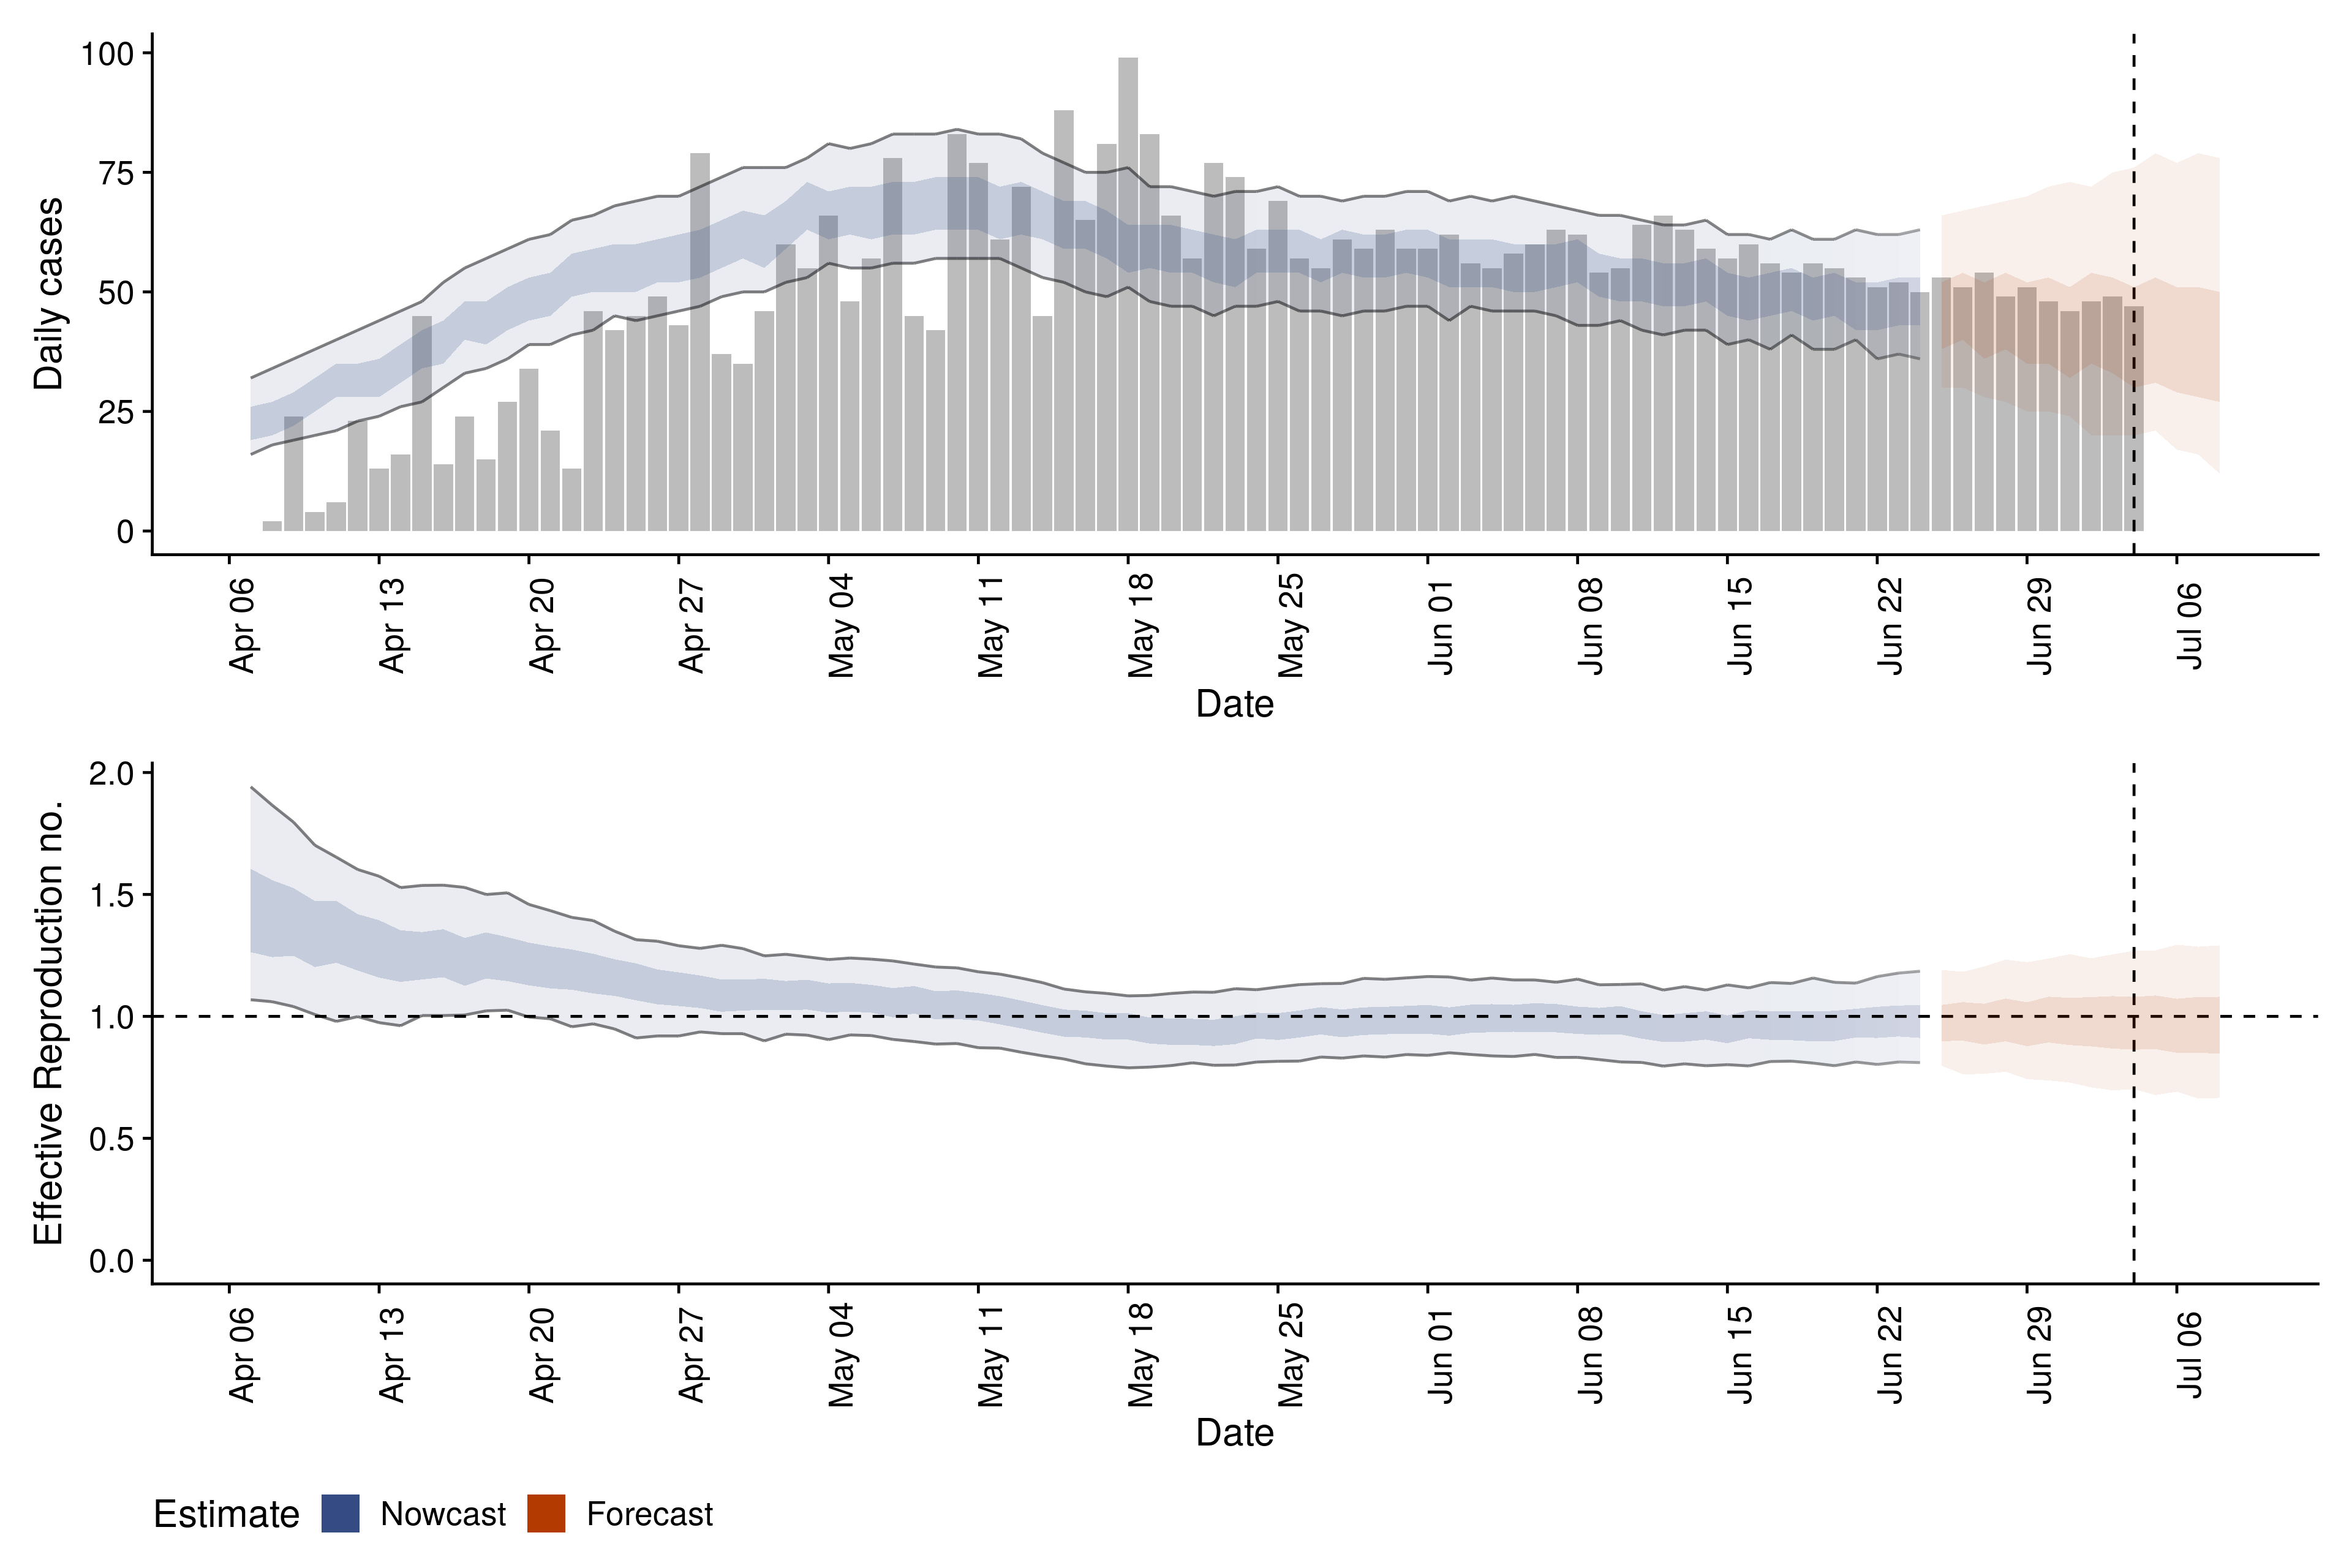 100
75
50
25
0
Daily cases
Apr 06
Apr 13
Apr 20
Apr 27
May 04
May 11
May 18
May 25
Jun 01
Jun 08
Jun 15
Jun 22
Jun 29
Jul 06
Date
2.0
1.5
1.0
0.5
0.0
Effective Reproduction no.
Apr 06
Apr 13
Apr 20
Apr 27
May 04
May 11
May 18
May 25
Jun 01
Jun 08
Jun 15
Jun 22
Jun 29
Jul 06
Date
Estimate Nowcast Forecast